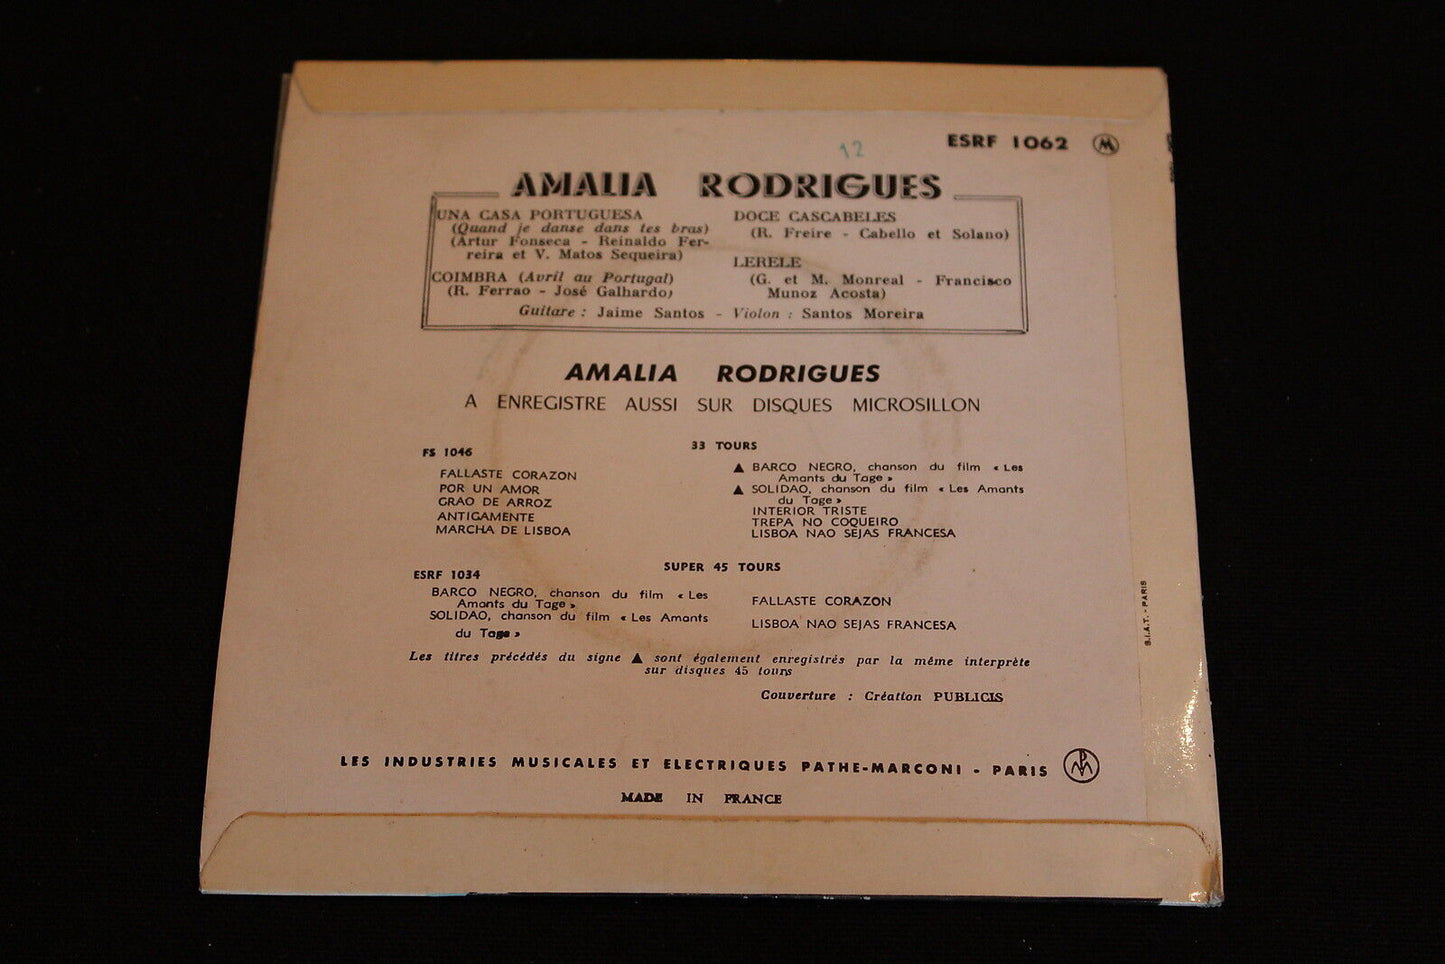 ESRF 1062 M
12
AMALIA RODRIGUES
UNA CASA PORTUGUESA
(Quand je danse dans tes bras)
(Artur Fonseca - Reinaldo Fer-
reira et V. Matos Sequeira)
COIMBRA (Avril au Portugal)
(R. Ferrao - José Galhardo)
DOCE CASCABELES
(R. Freire - Cabello et Solano)
LERELE
(G. et M. Monreal - Francisco
Munoz Acosta)
Guitare : Jaime Santos - Violon : Santos Moreira
AMALIA RODRIGUES
A ENREGISTRE AUSSI SUR DISQUES MICROSILLON
33 TOURS
FS 1046
FALLASTE CORAZON
POR UN AMOR
GRAO DE ARROZ
ANTIGAMENTE
MARCHA DE LISBOA
▲ BARCO NEGRO, chanson du film « Les
Amants du Tage »
▲ SOLIDAO, chanson du film « Les Amants
du Tage »
INTERIOR TRISTE
TREPA NO COQUEIRO
LISBOA NAO SEJAS FRANCESA
SUPER 45 TOURS
ESRF 1034
BARCO NEGRO, chanson du film « Les
Amants du Tage »
SOLIDAO, chanson du film « Les Amants
du Tage »
FALLASTE CORAZON
LISBOA NAO SEJAS FRANCESA
Les titres précédés du signe ▲ sont également enregistrés par la même interprète
sur disques 45 tours
Couverture : Création PUBLICIS
S.I.A.T. - PARIS
LES INDUSTRIES MUSICALES ET ELECTRIQUES PATHE-MARCONI - PARIS
MADE IN FRANCE